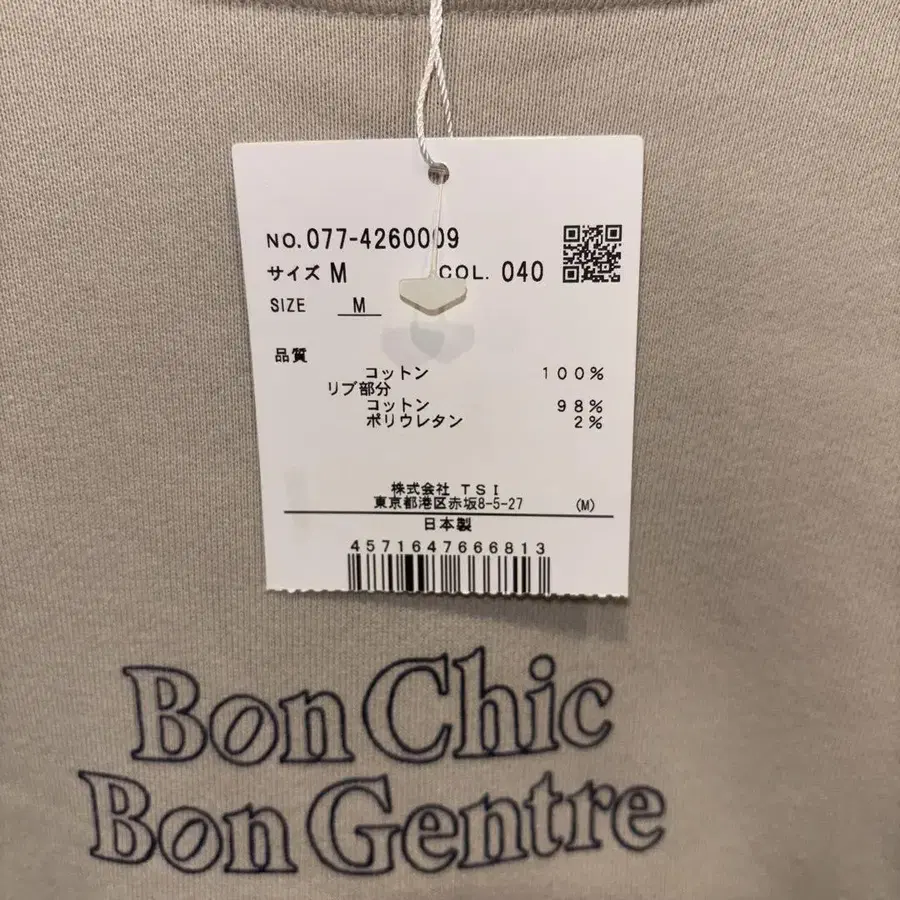 NO. 077-4260009
サイズ M COL. 040
SIZE M
品質
コットン 100%
リブ部分
コットン 98%
ポリウレタン 2%
株式会社 TSI
東京都港区赤坂8-5-27 (M)
日本製
4571647666813
Bon Chic
Bon Gentre